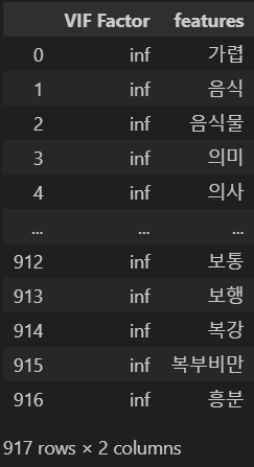 VIF Factor features
0 inf 가렵
1 inf 음식
2 inf 음식물
3 inf 의미
4 inf 의사
... ... ...
912 inf 보통
913 inf 보행
914 inf 복강
915 inf 복부비만
916 inf 흥분
917 rows × 2 columns